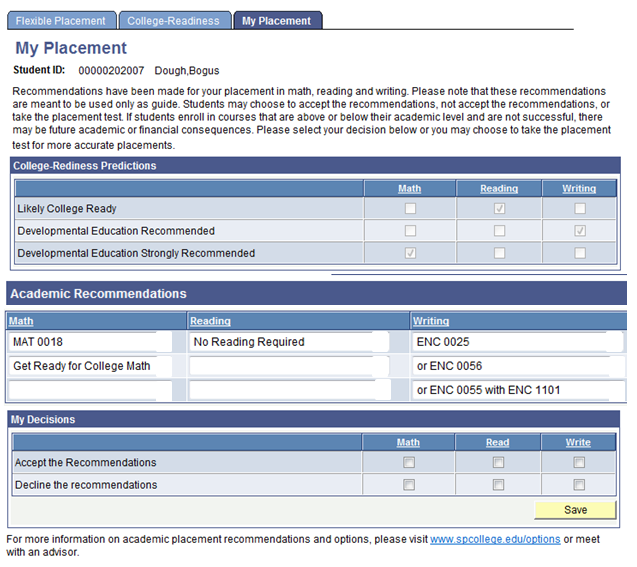 Flexible Placement College-Readiness My Placement
My Placement
Student ID: 00000202007 Dough,Bogus
Recommendations have been made for your placement in math, reading and writing. Please note that these recommendations
are meant to be used only as guide. Students may choose to accept the recommendations, not accept the recommendations, or
take the placement test. If students enroll in courses that are above or below their academic level and are not successful, there
may be future academic or financial consequences. Please select your decision below or you may choose to take the placement
test for more accurate placements.
College-Rediness Predictions
Math Reading Writing
Likely College Ready
Developmental Education Recommended
Developmental Education Strongly Recommended
Academic Recommendations
Math Reading Writing
MAT 0018 No Reading Required ENC 0025
Get Ready for College Math or ENC 0056
or ENC 0055 with ENC 1101
My Decisions
Math Read Write
Accept the Recommendations
Decline the recommendations
Save
For more information on academic placement recommendations and options, please visit www.spcollege.edu/options or meet
with an advisor.